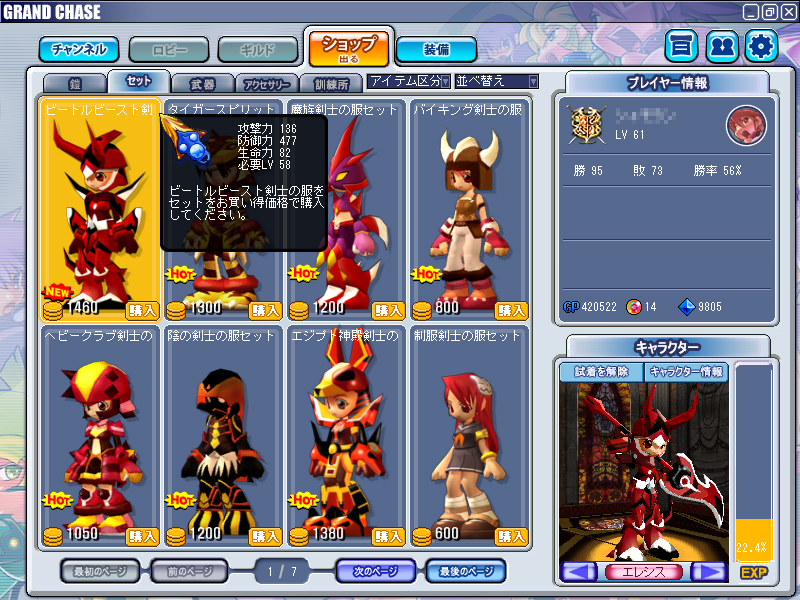 GRAND CHASE
チャンネル
ロビー
ギルド
ショップ
出る
装備
鎧
セット
武器
アクセサリー
訓練所
アイテム区分
並べ替え
ビートルビースト剣
タイガースピリット
魔族剣士の服セット
バイキング剣士の服
攻撃力 136
防御力 477
生命力 82
必要LV 58
ビートルビースト剣士の服を
セットをお買い得価格で購入
してください。
NEW
HOT
HOT
HOT
1460 購入
1300 購入
1200 購入
800 購入
ヘビークラブ剣士の
陰の剣士の服セット
エジプト神殿剣士の
制服剣士の服セット
HOT
HOT
HOT
1050 購入
1200 購入
1380 購入
600 購入
最初のページ
前のページ
1 / 7
次のページ
最後のページ
プレイヤー情報
LV 61
勝 95 敗 73 勝率 56%
GP 420522 14 9805
キャラクター
試着を解除
キャラクター情報
エレシス
22.4%
EXP